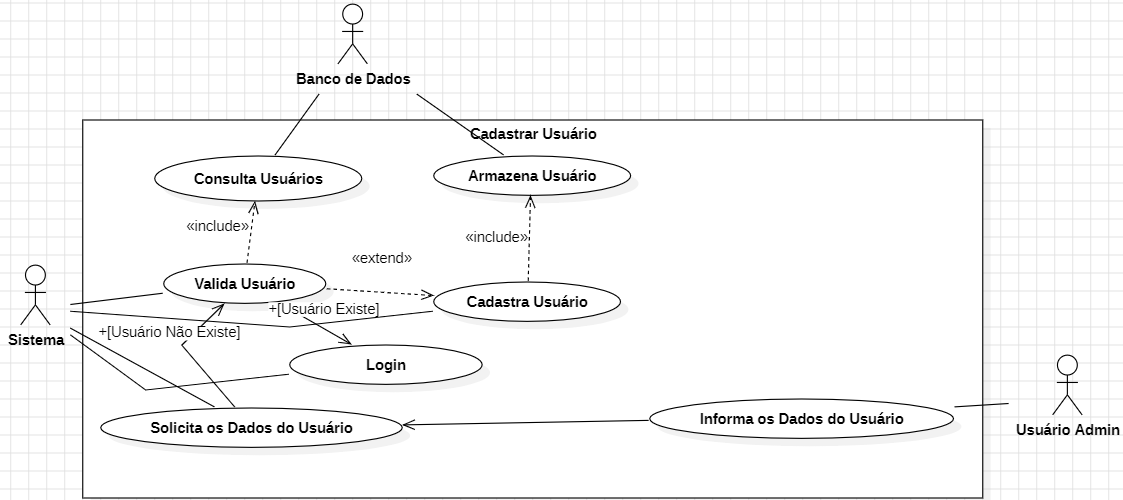 Banco de Dados
Cadastrar Usuário
Consulta Usuários
Armazena Usuário
«include»
«include»
«extend»
Valida Usuário
Cadastra Usuário
+[Usuário Existe]
Sistema
+[Usuário Não Existe]
Login
Solicita os Dados do Usuário
Informa os Dados do Usuário
Usuário Admin